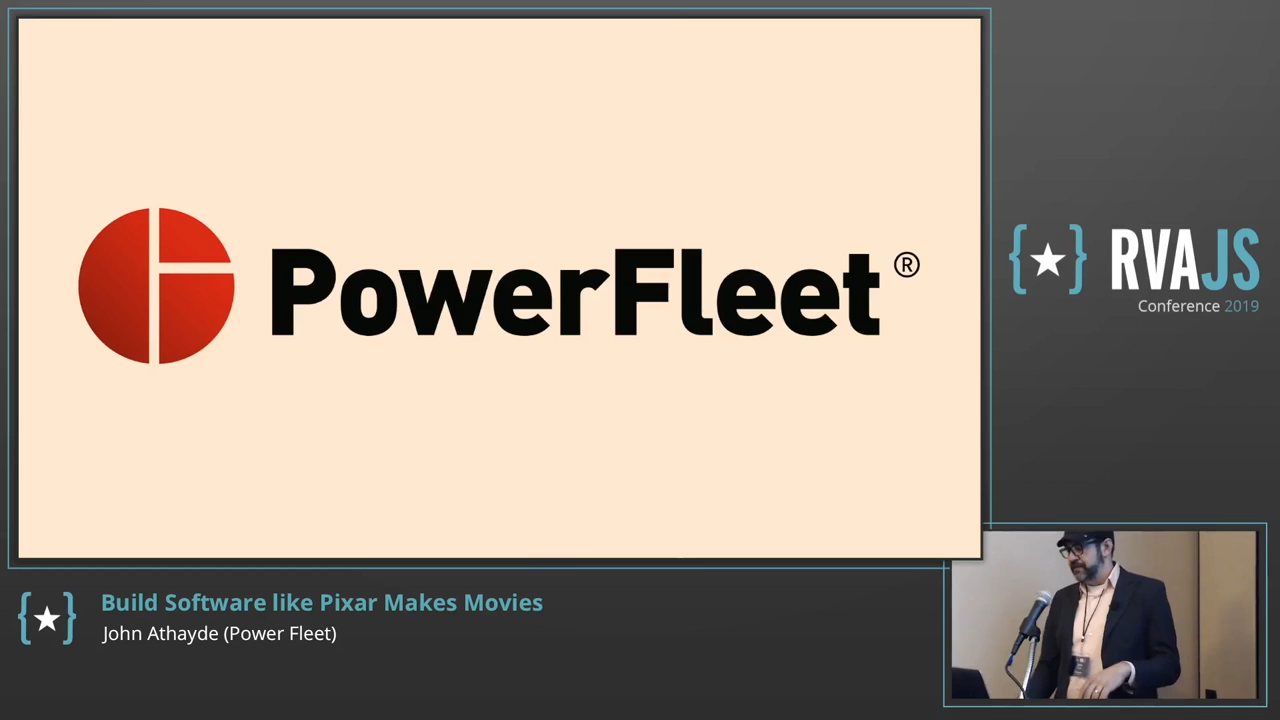 PowerFleet®
RVAJS
Conference 2019
Build Software like Pixar Makes Movies
John Athayde (Power Fleet)